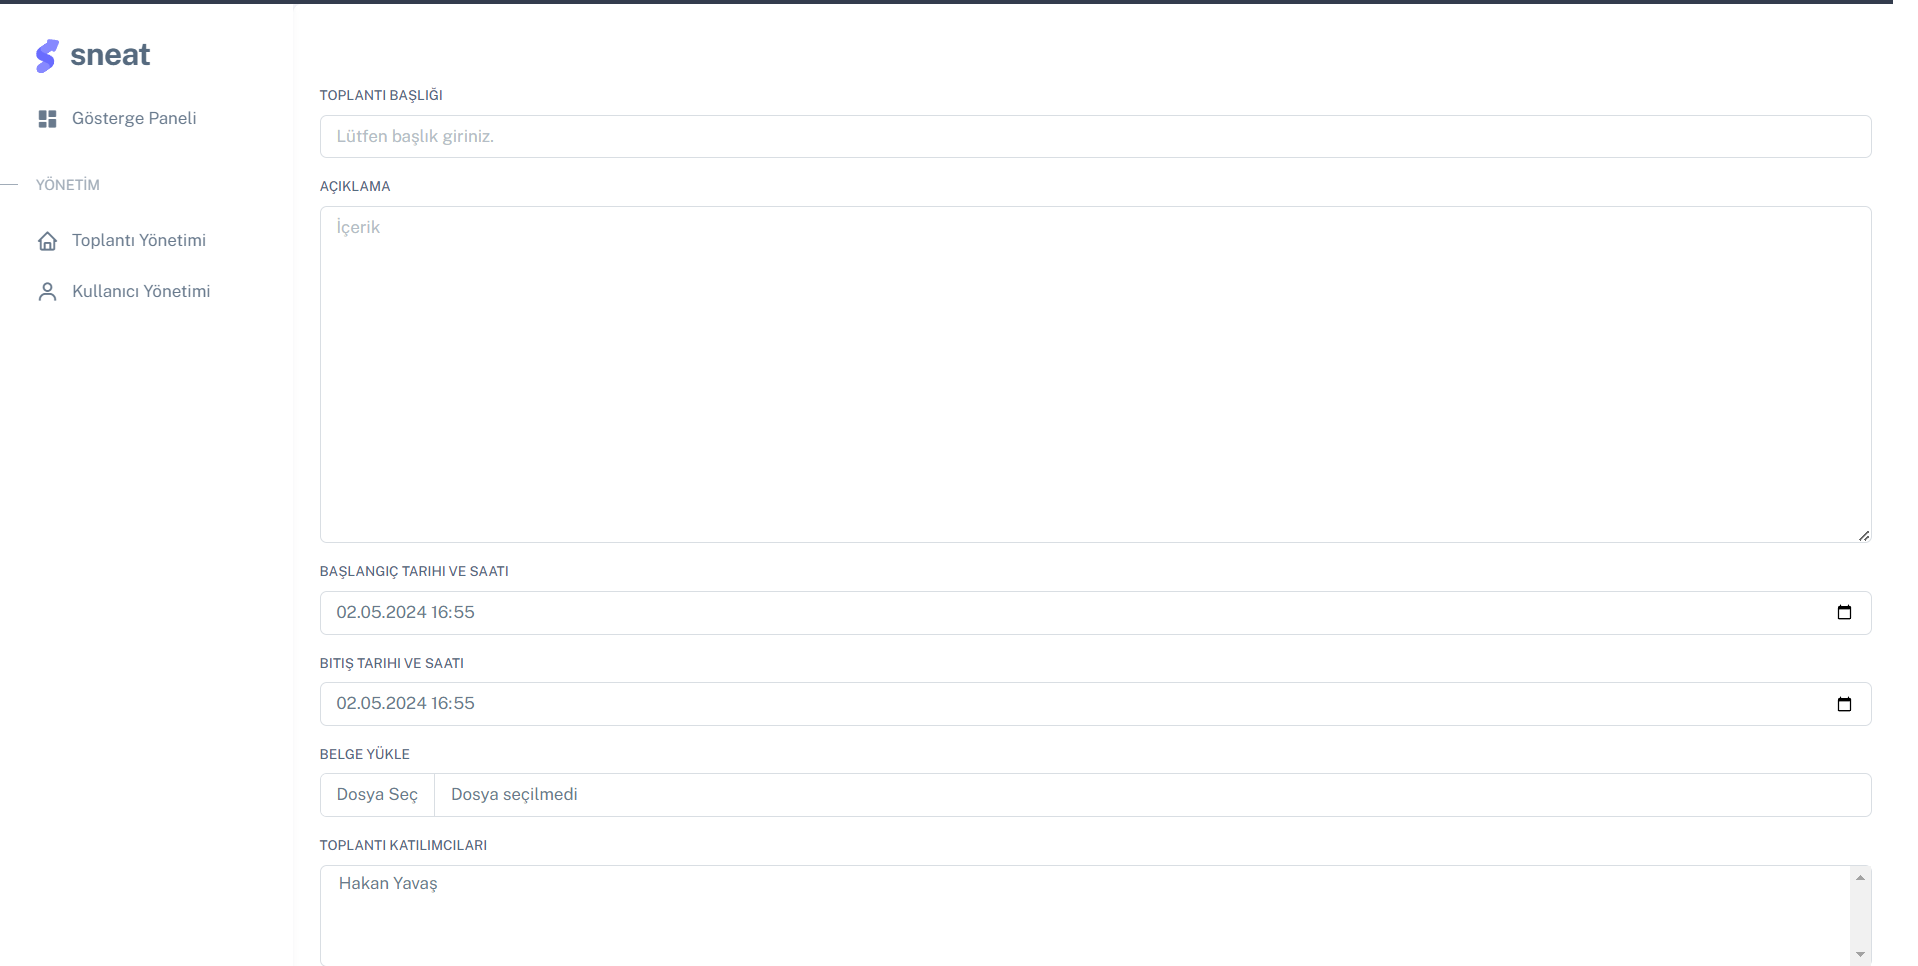 sneat
Gösterge Paneli
YÖNETİM
Toplantı Yönetimi
Kullanıcı Yönetimi
TOPLANTI BAŞLIĞI
Lütfen başlık giriniz.
AÇIKLAMA
İçerik
BAŞLANGIÇ TARIHI VE SAATI
02.05.2024 16:55
BITIŞ TARIHI VE SAATI
02.05.2024 16:55
BELGE YÜKLE
Dosya Seç Dosya seçilmedi
TOPLANTI KATILIMCILARI
Hakan Yavaş